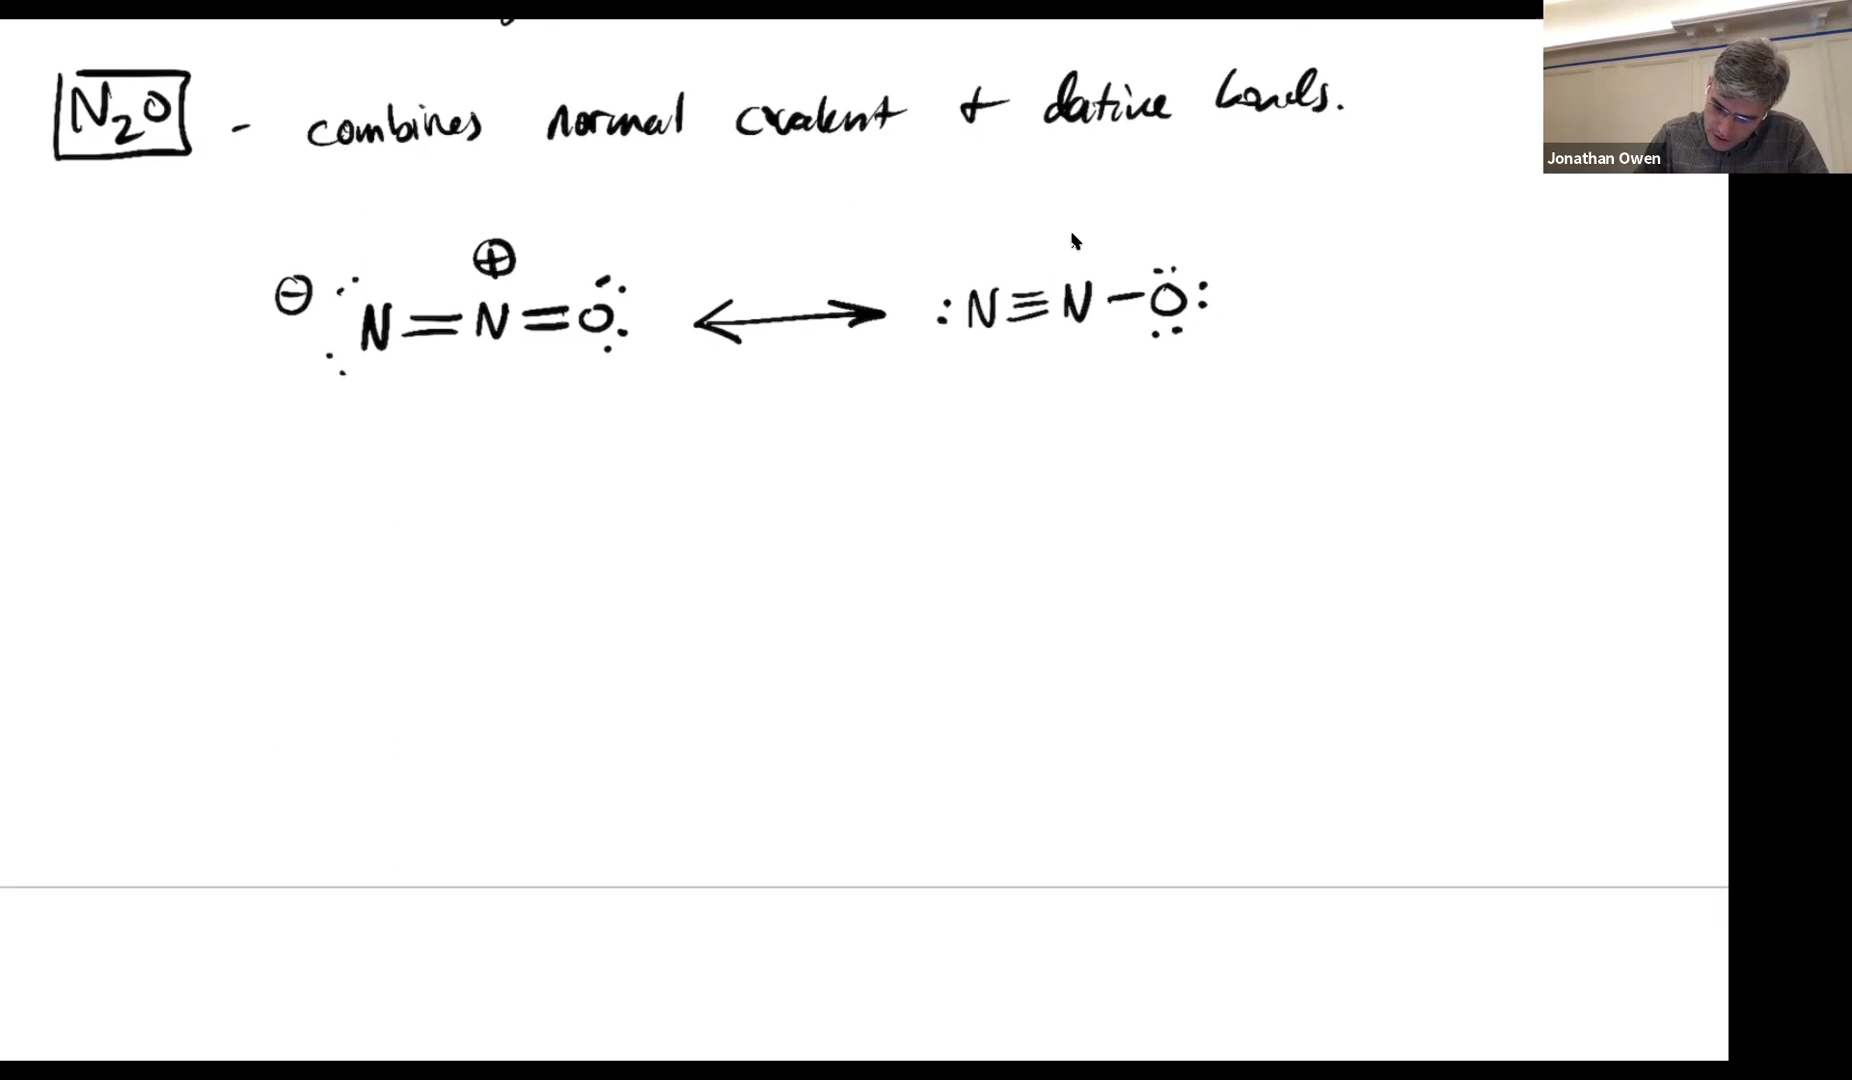 N₂O - combines normal covalent + dative bonds.
Jonathan Owen
⊖ :N=N=O: ⟷ :N≡N-O:
⊕